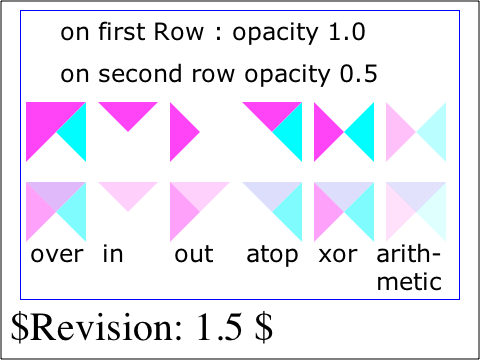 on first Row : opacity 1.0
on second row opacity 0.5
over in out atop xor arith-
metic
$Revision: 1.5 $